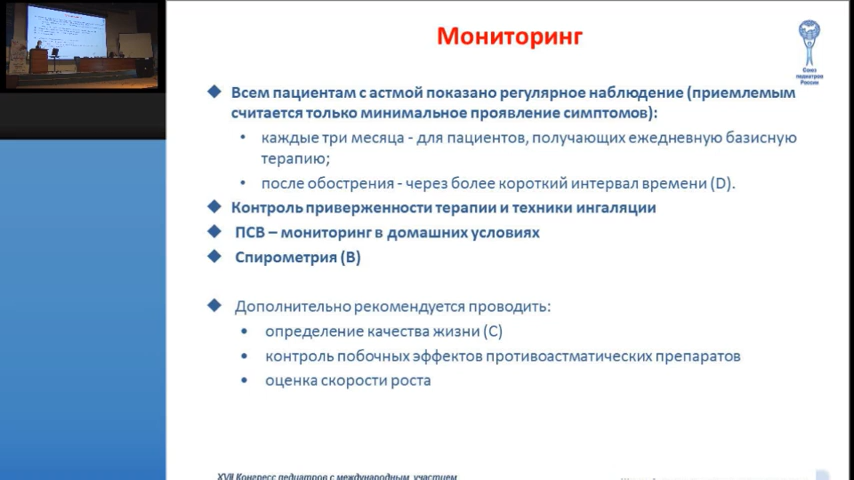 Мониторинг
Союз
педиатров
России
Всем пациентам с астмой показано регулярное наблюдение (приемлемым
считается только минимальное проявление симптомов):
каждые три месяца - для пациентов, получающих ежедневную базисную
терапию;
после обострения - через более короткий интервал времени (D).
Контроль приверженности терапии и техники ингаляции
ПСВ – мониторинг в домашних условиях
Спирометрия (В)
Дополнительно рекомендуется проводить:
определение качества жизни (С)
контроль побочных эффектов противоастматических препаратов
оценка скорости роста
XVII Конгресс педиатров с международным участием